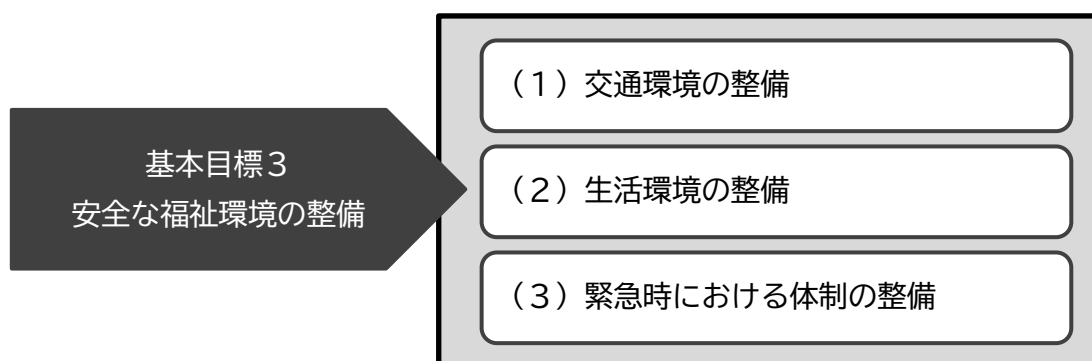 基本目標３
安全な福祉環境の整備
（１）交通環境の整備
（２）生活環境の整備
（３）緊急時における体制の整備